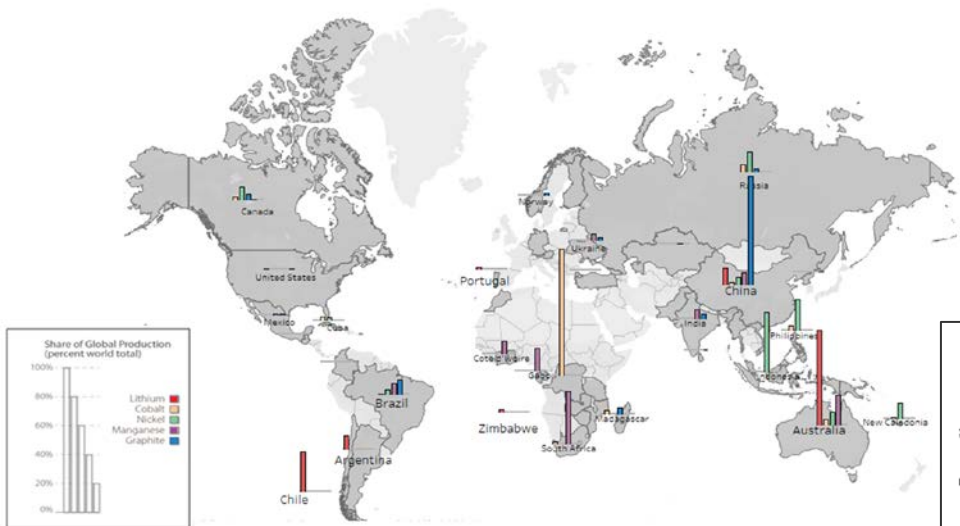 Russia
Norway
Canada
Ukraine
United States
Portugal
China
Mexico
Cuba
India
Philippines
Cote d'Ivoire
Share of Global Production
(percent world total)
100%
80%
60%
40%
20%
0%
Lithium
Cobalt
Nickel
Manganese
Graphite
Brazil
Zimbabwe
Madagascar
New Caledonia
Australia
South Africa
Argentina
Chile